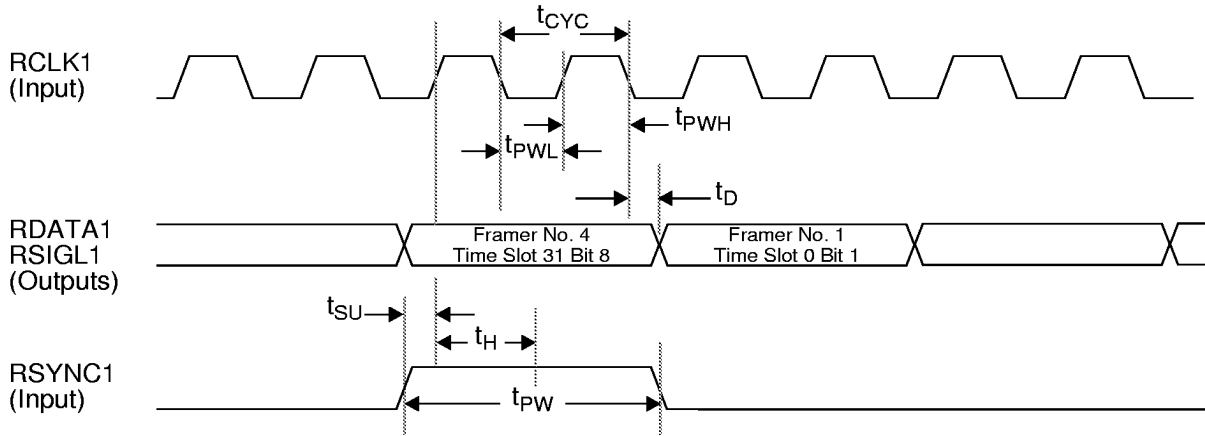 tCYC
RCLK1
(Input)
tPWH
tPWL
tD
RDATA1
RSIGL1
(Outputs)
Framer No. 4
Time Slot 31 Bit 8
Framer No. 1
Time Slot 0 Bit 1
tSU
tH
RSYNC1
(Input)
tPW